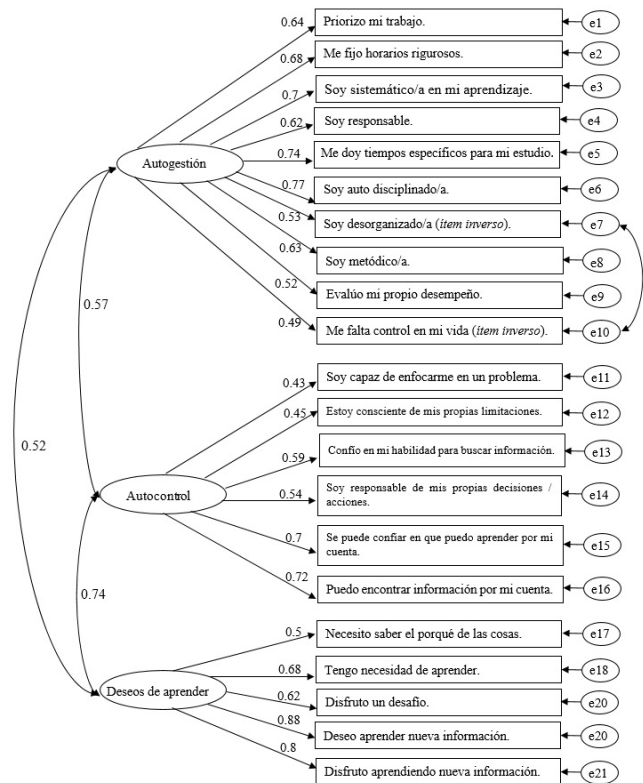 0.64
Priorizo mi trabajo.
e1
0.68
Me fijo horarios rigurosos.
e2
0.7
Soy sistemático/a en mi aprendizaje.
e3
0.62
Soy responsable.
e4
Autogestión
0.74
Me doy tiempos específicos para mi estudio.
e5
0.77
Soy auto disciplinado/a.
e6
0.53
Soy desorganizado/a (ítem inverso).
e7
0.63
Soy metódico/a.
e8
0.52
Evalúo mi propio desempeño.
e9
0.49
Me falta control en mi vida (ítem inverso).
e10
0.57
0.43
Soy capaz de enfocarme en un problema.
e11
0.45
Estoy consciente de mis propias limitaciones.
e12
0.52
0.59
Confío en mi habilidad para buscar información.
e13
Autocontrol
0.54
Soy responsable de mis propias decisiones /
acciones.
e14
0.7
Se puede confiar en que puedo aprender por mi
cuenta.
e15
0.72
Puedo encontrar información por mi cuenta.
e16
0.74
0.5
Necesito saber el porqué de las cosas.
e17
0.68
Tengo necesidad de aprender.
e18
Deseos de aprender
0.62
Disfruto un desafío.
e20
0.88
Deseo aprender nueva información.
e20
0.8
Disfruto aprendiendo nueva información.
e21